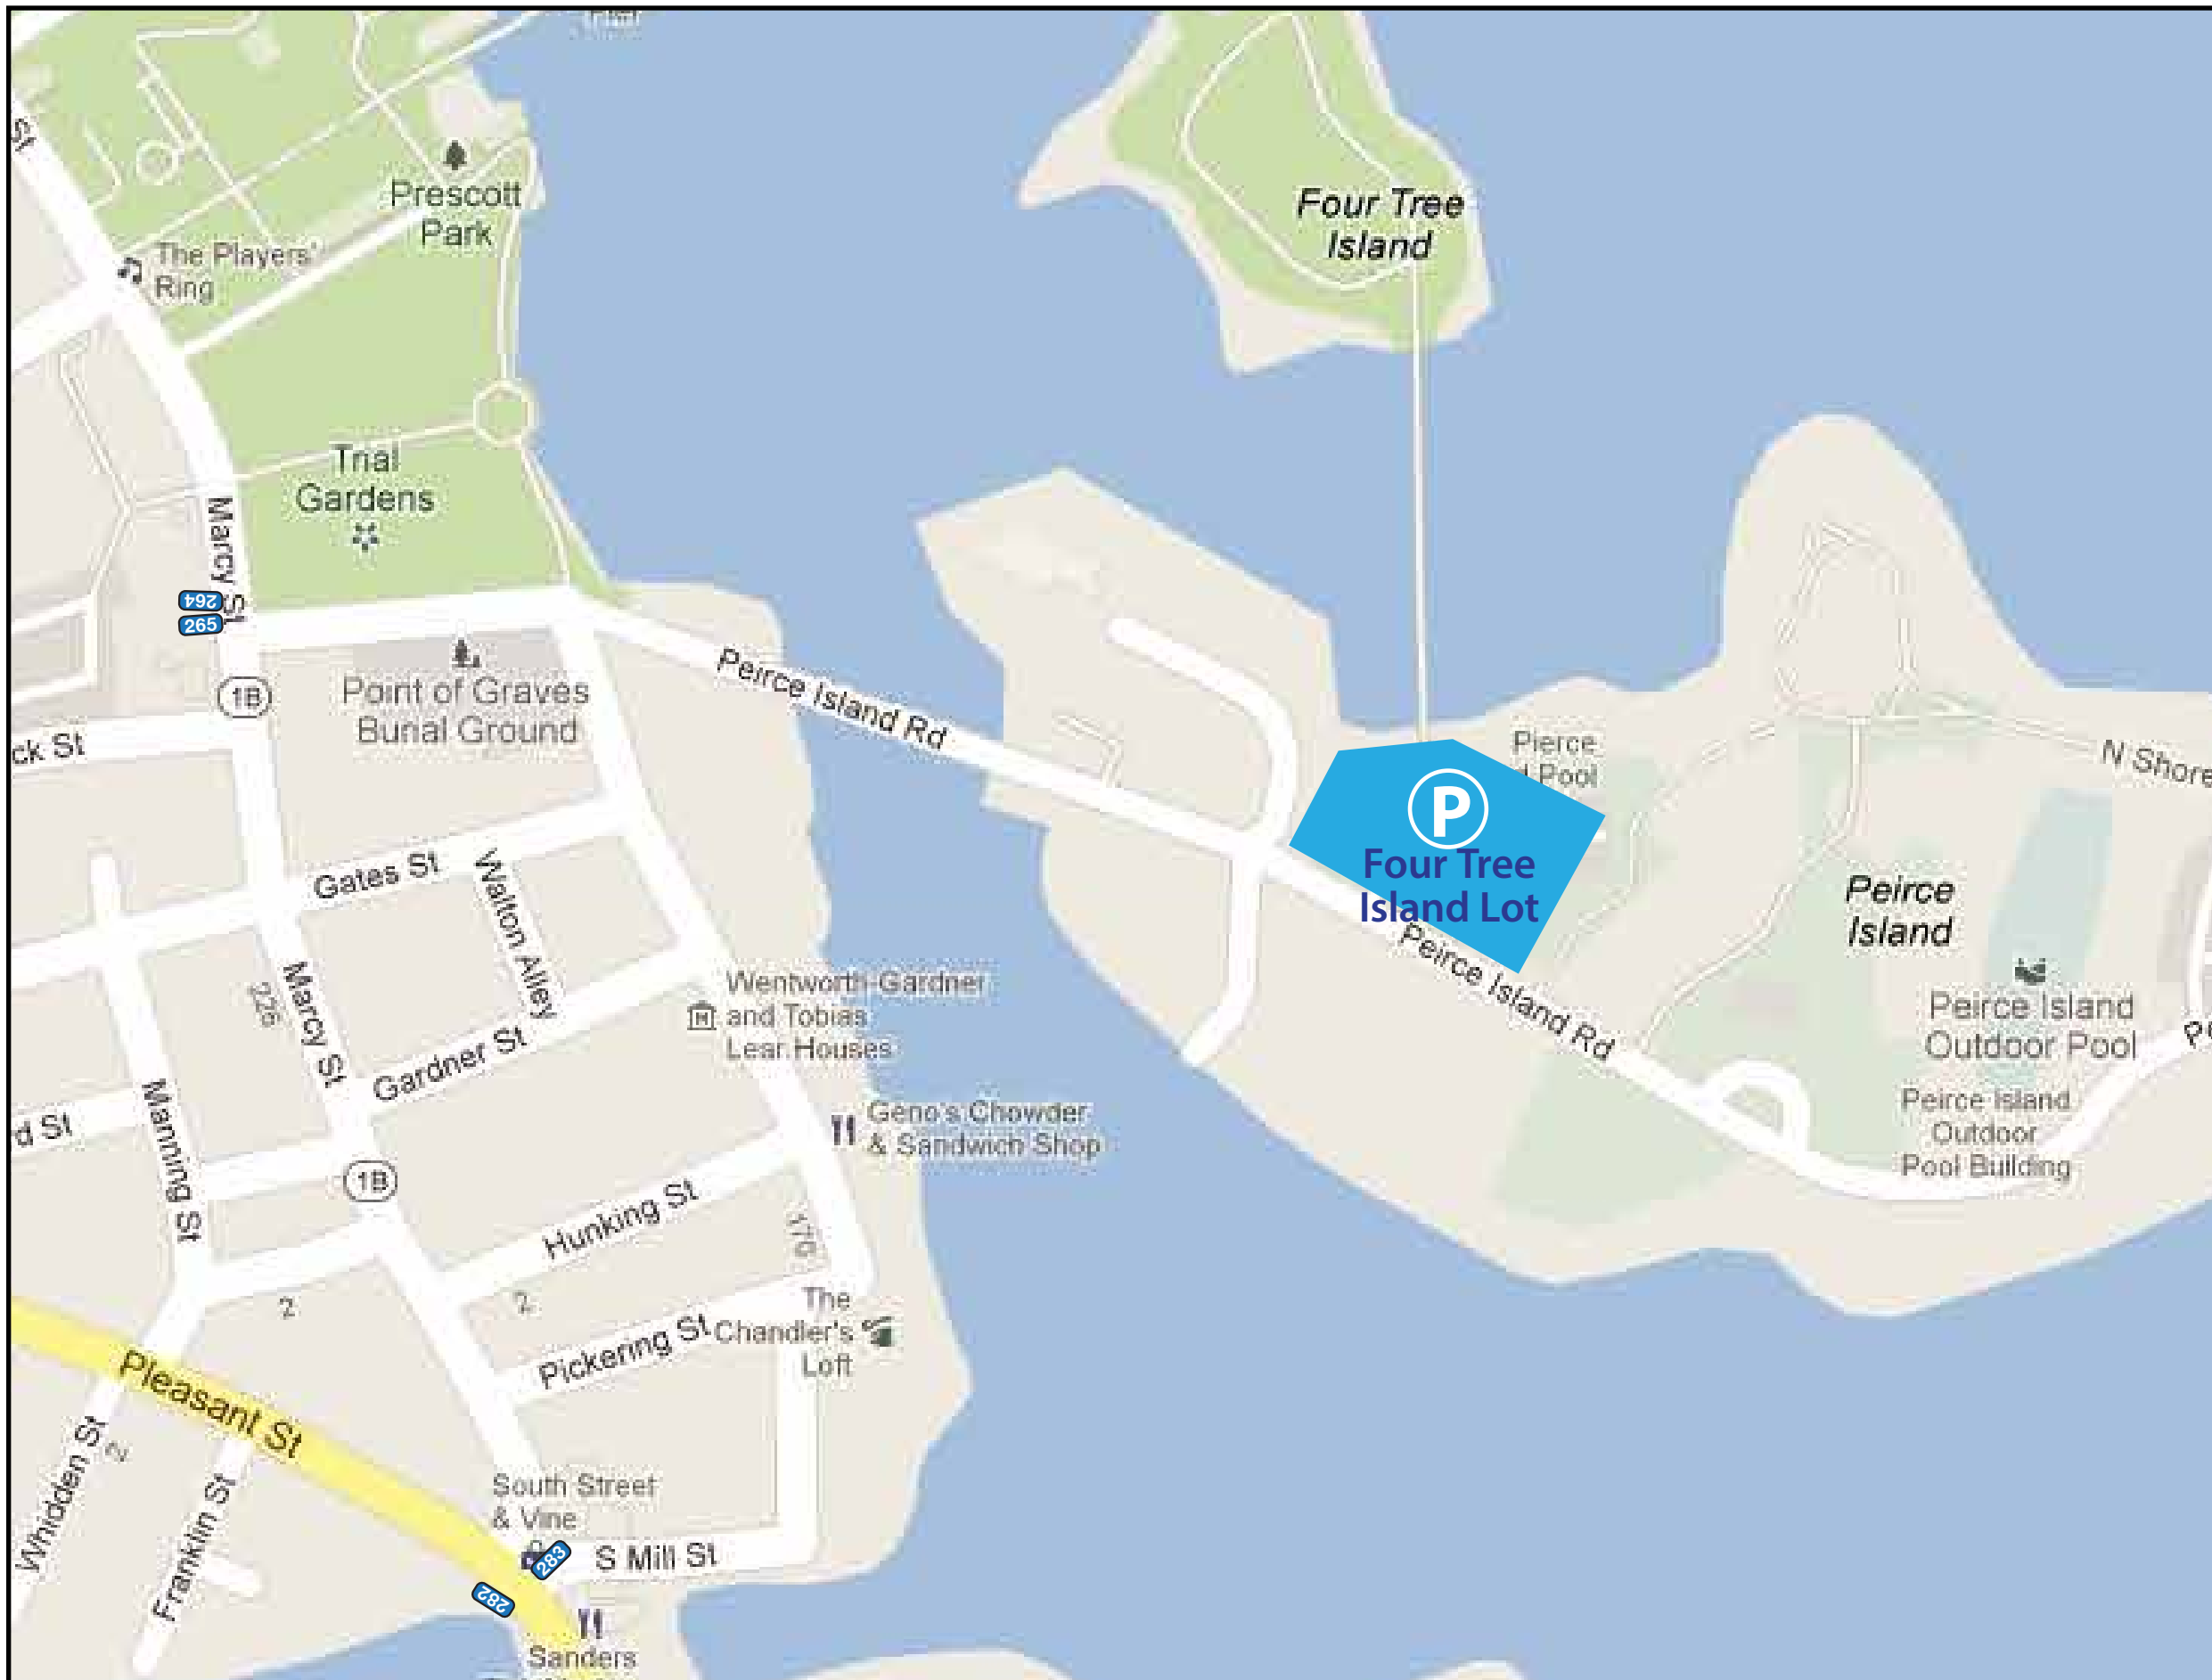 St
Prescott
Park
The Players'
Ring
Four Tree
Island
Trial
Gardens
Marcy St
264
265
1B
Point of Graves
Burial Ground
Peirce Island Rd
ck St
Pierce
d Pool
N Shore
P
Four Tree
Island Lot
Gates St
Walton Alley
Peirce Island Rd
Peirce
Island
Marcy St
226
Wentworth-Gardner
and Tobias
Lear Houses
Gardner St
Peirce Island
Outdoor Pool
Pe
Manning St
rd St
Geno's Chowder
& Sandwich Shop
Peirce Island
Outdoor
Pool Building
1B
Hunking St
170
2
2
The
Chandler's
Loft
Pickering St
Pleasant St
Whidden St
2
Franklin St
South Street
& Vine
283
S Mill St
282
Sanders